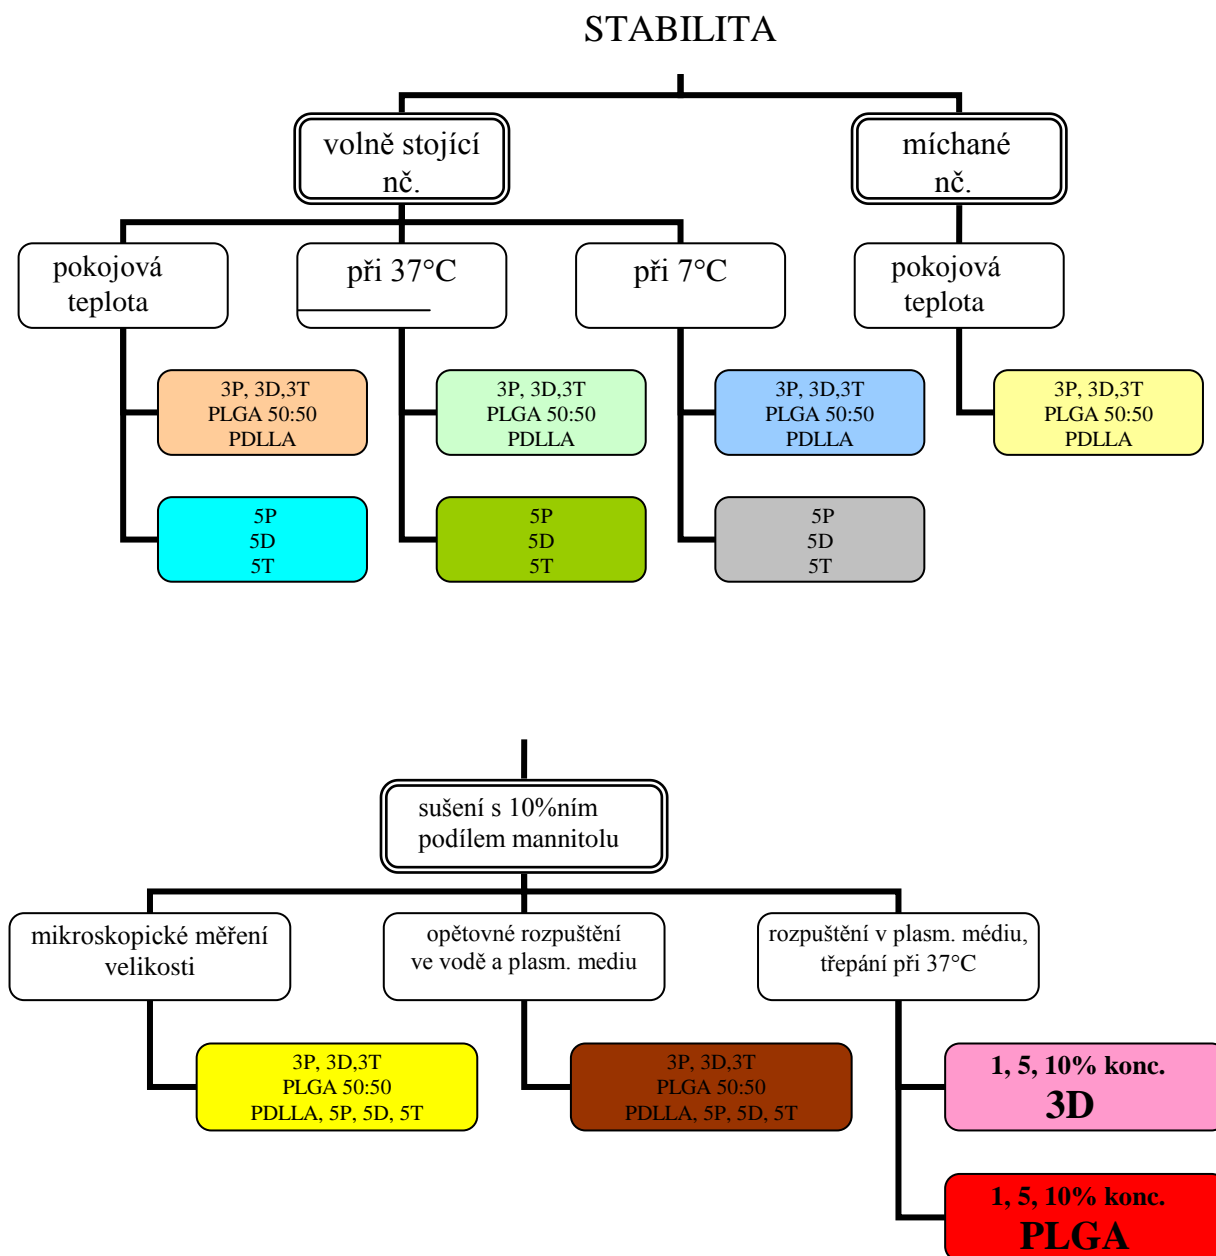 STABILITA
volně stojící
nč.
míchané
nč.
pokojová
teplota
při 37°C
při 7°C
pokojová
teplota
3P, 3D,3T
PLGA 50:50
PDLLA
3P, 3D,3T
PLGA 50:50
PDLLA
3P, 3D,3T
PLGA 50:50
PDLLA
3P, 3D,3T
PLGA 50:50
PDLLA
5P
5D
5T
5P
5D
5T
5P
5D
5T
sušení s 10%ním
podílem mannitolu
mikroskopické měření
velikosti
opětovné rozpuštění
ve vodě a plasm. mediu
rozpuštění v plasm. médiu,
třepání při 37°C
3P, 3D,3T
PLGA 50:50
PDLLA, 5P, 5D, 5T
3P, 3D,3T
PLGA 50:50
PDLLA, 5P, 5D, 5T
1, 5, 10% konc.
3D
1, 5, 10% konc.
PLGA